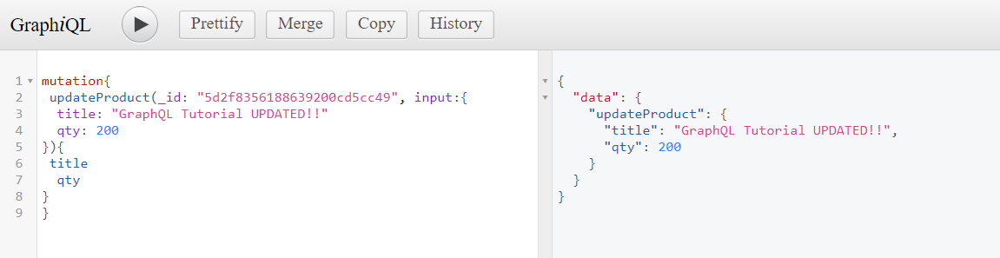 GraphiQL Prettify Merge Copy History
1 mutation{
2 updateProduct(_id: "5d2f8356188639200cd5cc49", input:{
3 title: "GraphQL Tutorial UPDATED!!"
4 qty: 200
5 }){
6 title
7 qty
8 }
9 }
{
"data": {
"updateProduct": {
"title": "GraphQL Tutorial UPDATED!!",
"qty": 200
}
}
}